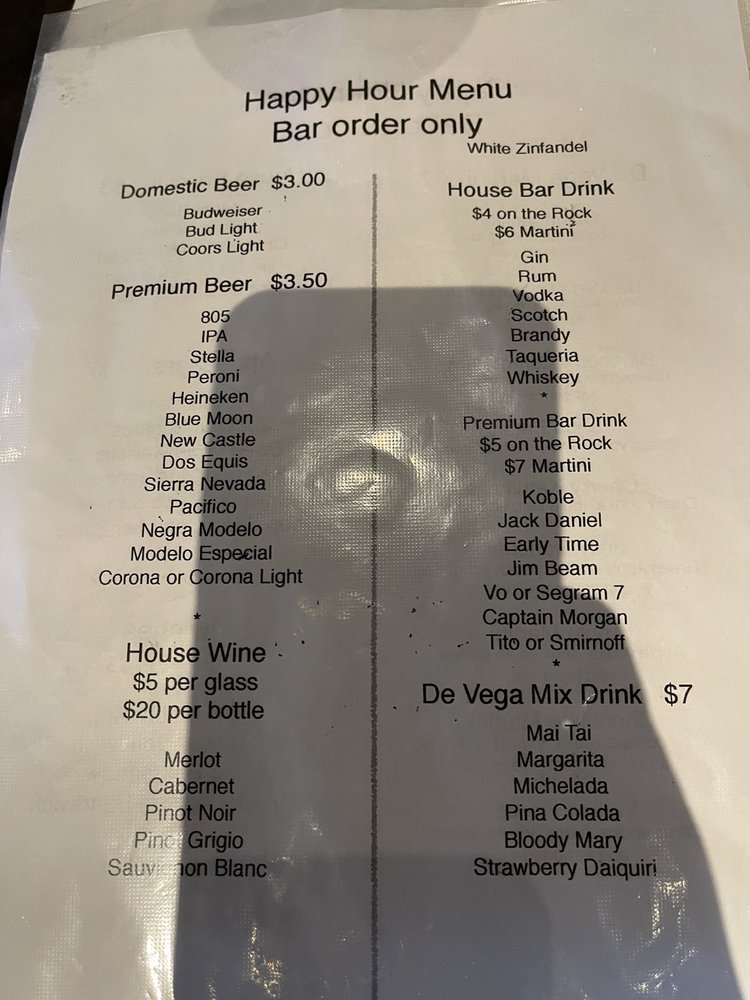 Happy Hour Menu
Bar order only
Domestic Beer $3.00
Budweiser
Bud Light
Coors Light
Premium Beer $3.50
805
IPA
Stella
Peroni
Heineken
Blue Moon
New Castle
Dos Equis
Sierra Nevada
Pacifico
Negra Modelo
Modelo Especial
Corona or Corona Light
*
House Wine
$5 per glass
$20 per bottle
Merlot
Cabernet
Pinot Noir
Pinot Grigio
Sauvignon Blanc
White Zinfandel
House Bar Drink
$4 on the Rock
$6 Martini
Gin
Rum
Vodka
Scotch
Brandy
Taqueria
Whiskey
*
Premium Bar Drink
$5 on the Rock
$7 Martini
Koble
Jack Daniel
Early Time
Jim Beam
Vo or Segram 7
Captain Morgan
Tito or Smirnoff
*
De Vega Mix Drink $7
Mai Tai
Margarita
Michelada
Pina Colada
Bloody Mary
Strawberry Daiquiri